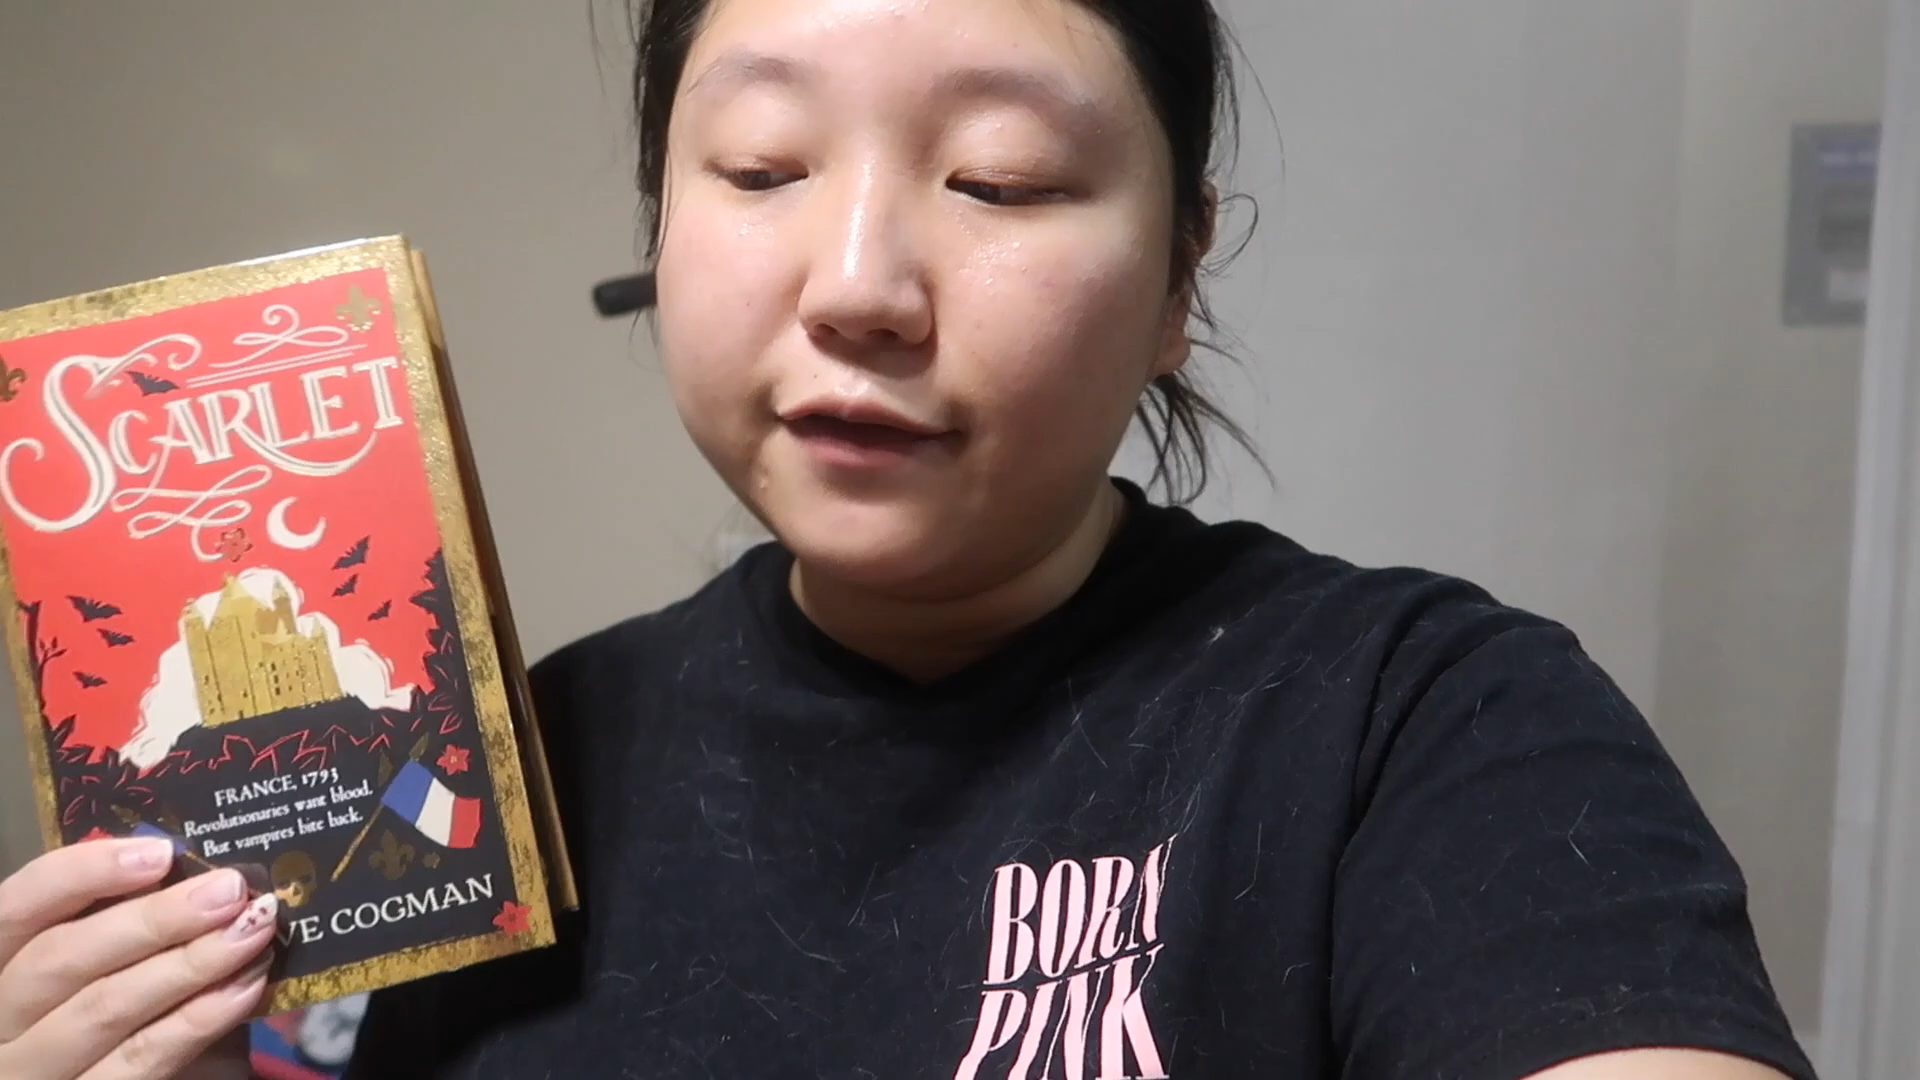 SCARLET
FRANCE, 1793
Revolutionaries want blood.
But vampires bite back.
VE COGMAN
BORN
PINK